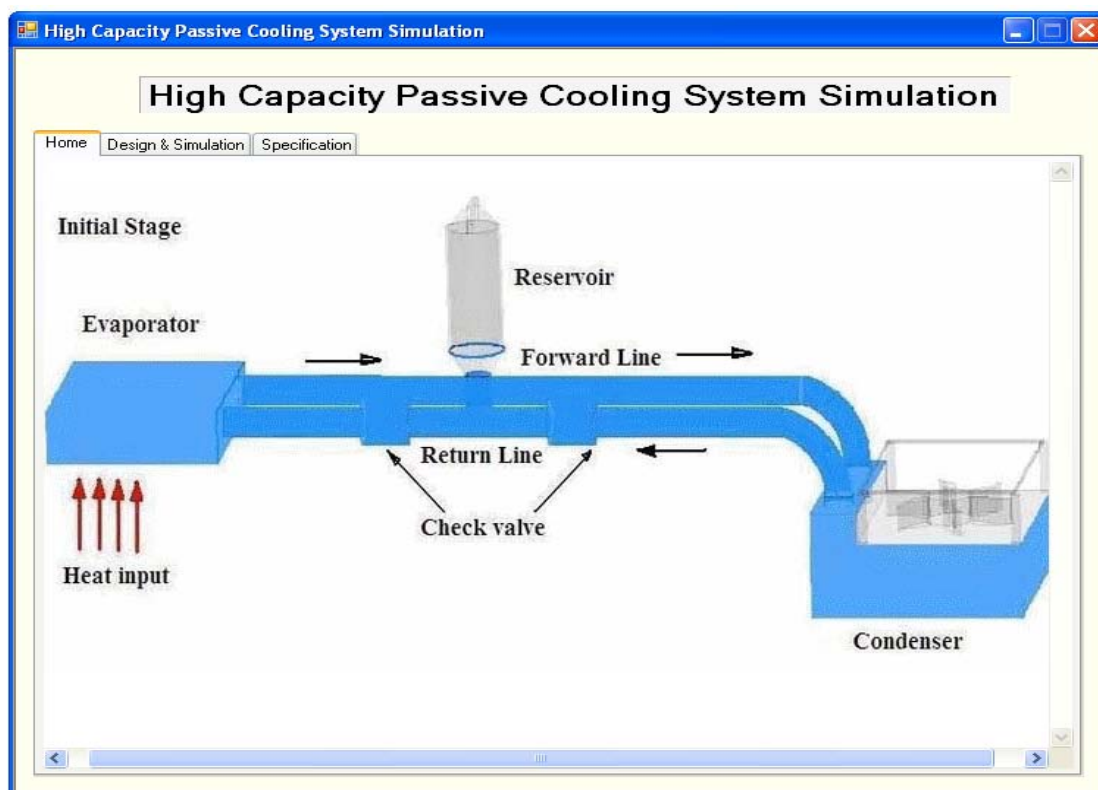 High Capacity Passive Cooling System Simulation
High Capacity Passive Cooling System Simulation
Home Design & Simulation Specification
Initial Stage
Reservoir
Evaporator
Forward Line
Return Line
Check valve
Heat input
Condenser